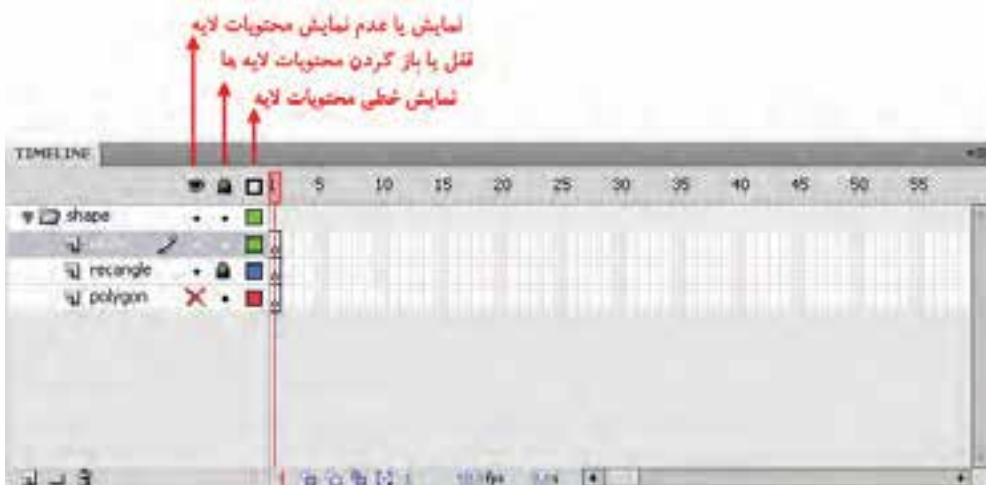 نمایش یا عدم نمایش محتویات لایه
قفل یا باز کردن محتویات لایه ها
نمایش خطی محتویات لایه
TIMELINE
1 5 10 15 20 25 30 35 40 45 50 55
shape
recangle
polygon